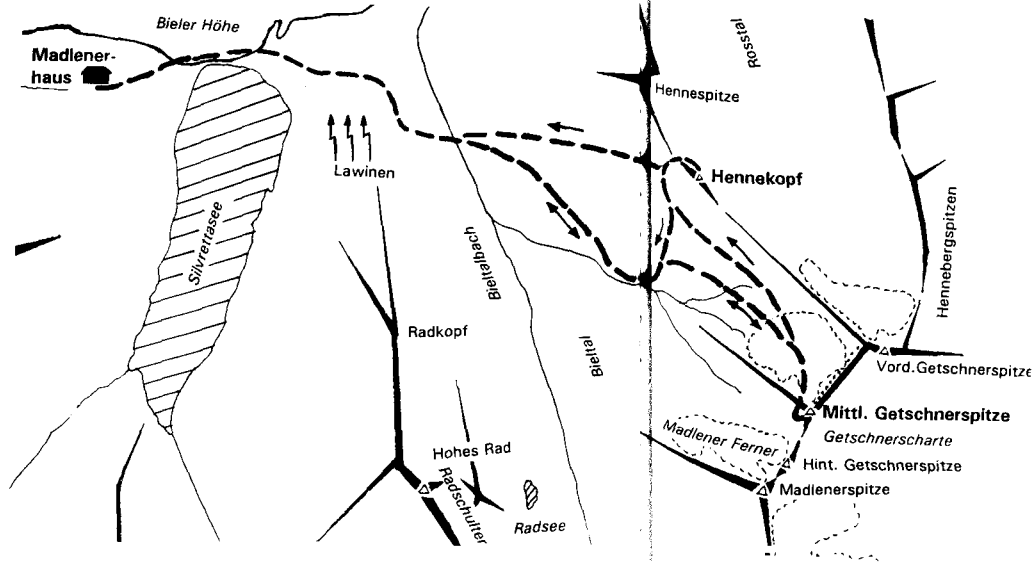 Bieler Höhe
Rosstal
Madlener-
haus
Hennespitze
Lawinen
Hennekopf
Silvrettasee
Bieltalbach
Hennebergspitzen
Radkopf
Bieltal
Vord. Getschnerspitze
Mittl. Getschnerspitze
Getschnerscharte
Madlener Ferner
Hohes Rad
Hint. Getschnerspitze
Radschulter
Madlenerspitze
Radsee